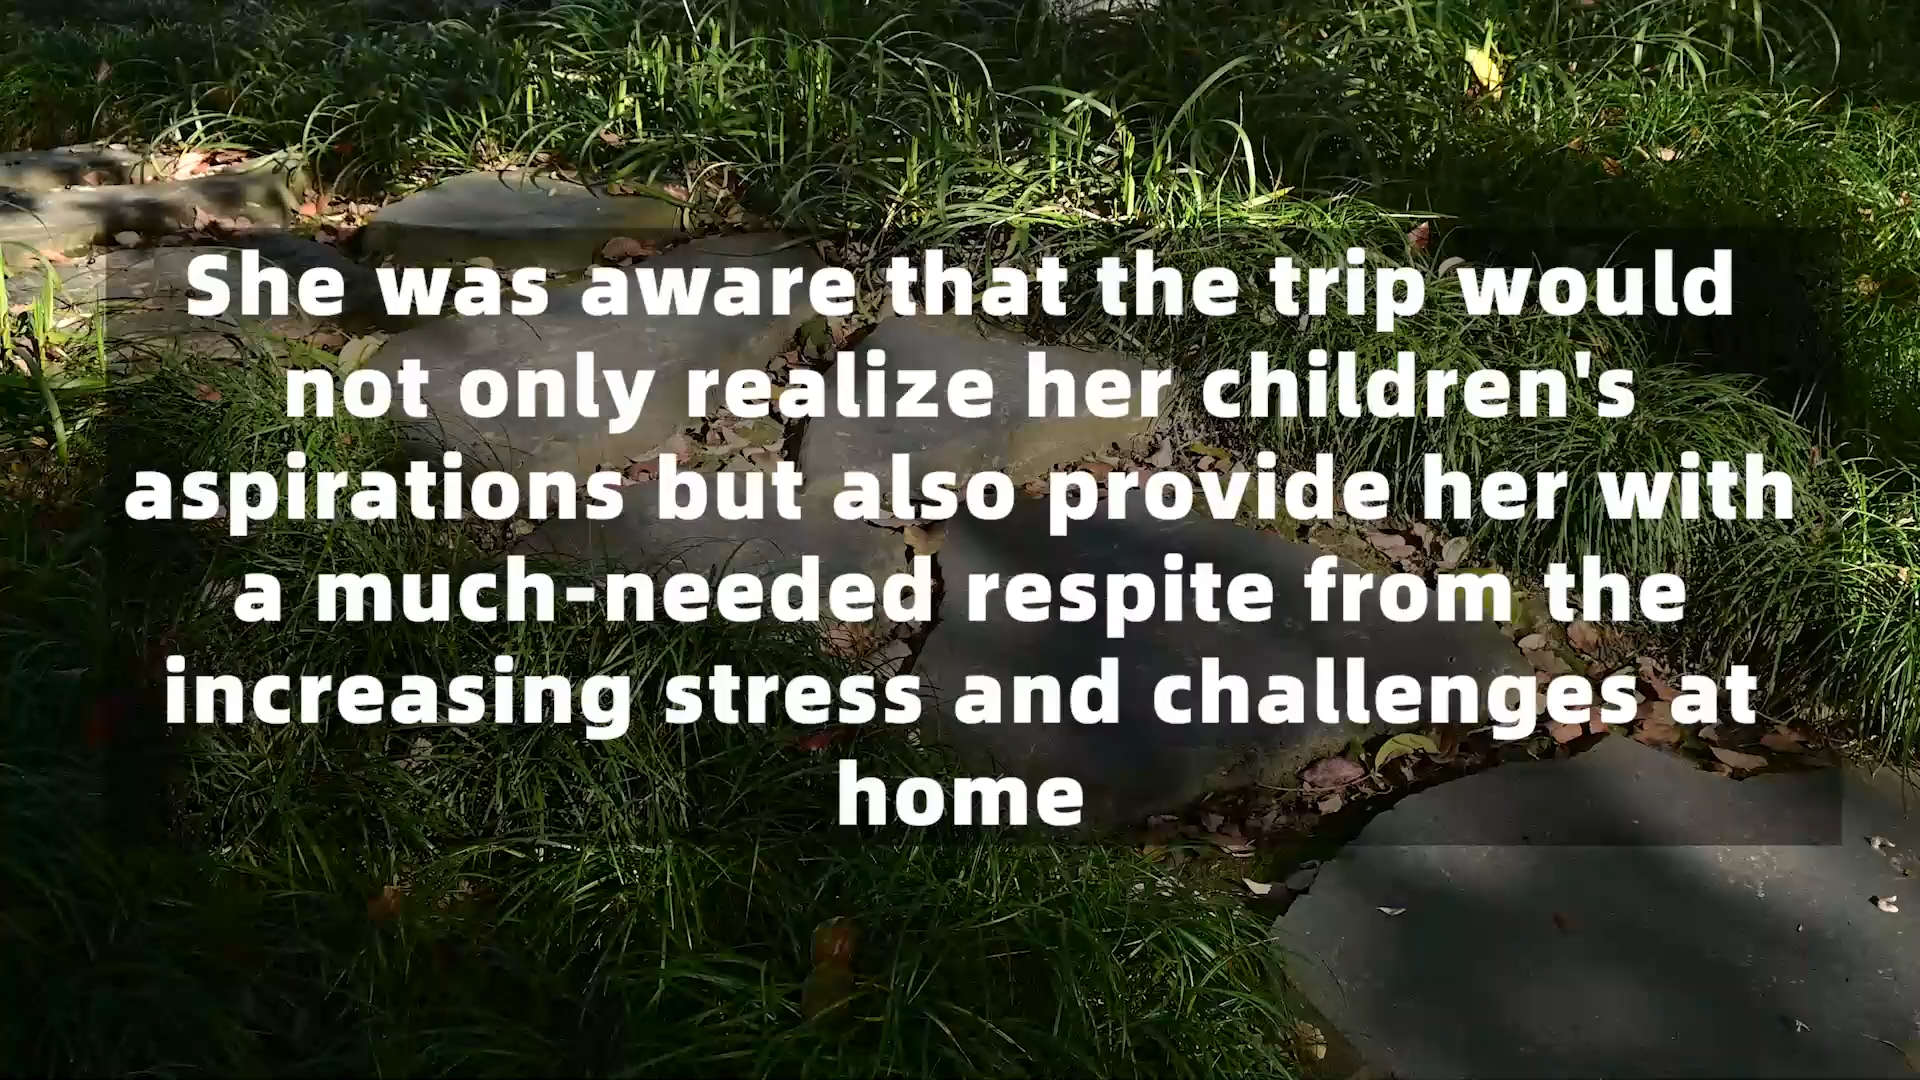 She was aware that the trip would
not only realize her children's
aspirations but also provide her with
a much-needed respite from the
increasing stress and challenges at
home